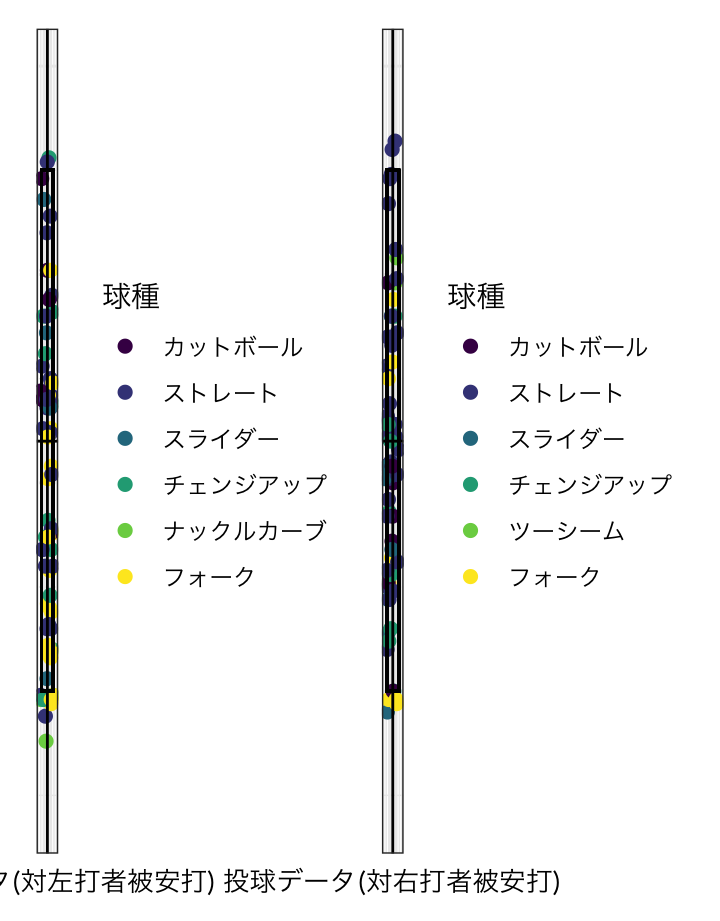 球種
カットボール
ストレート
スライダー
チェンジアップ
ナックルカーブ
フォーク
球種
カットボール
ストレート
スライダー
チェンジアップ
ツーシーム
フォーク
タ(対左打者被安打) 投球データ(対右打者被安打)